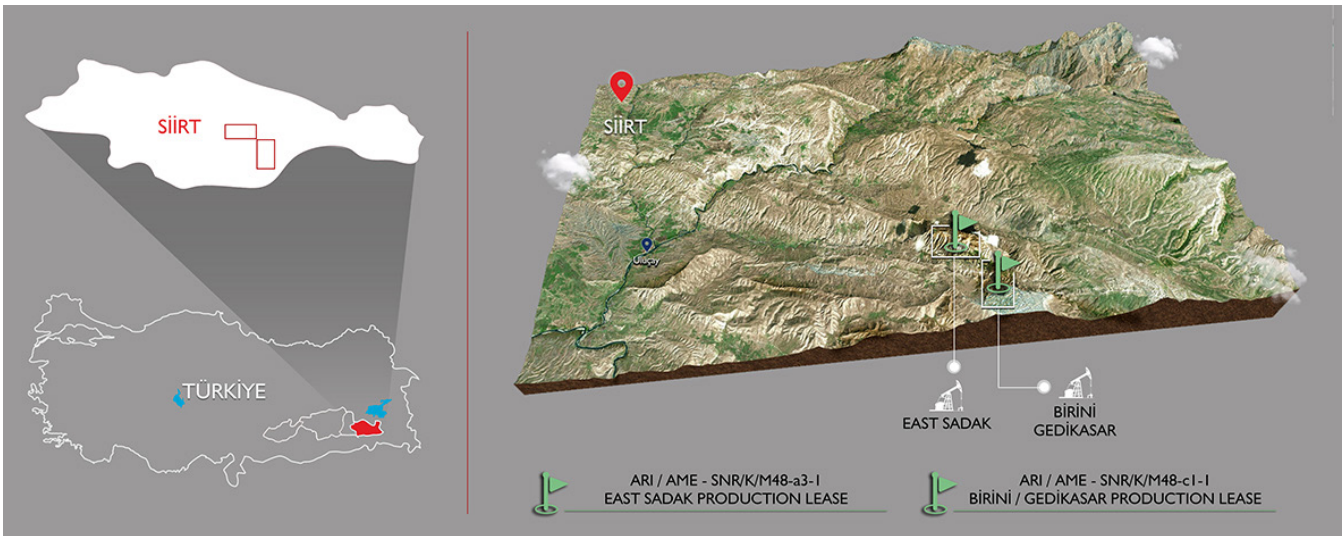 SİİRT
TÜRKİYE
SİİRT
Uluçay
EAST SADAK
BİRİNİ
GEDİKASAR
ARI / AME - SNR/K/M48-a3-1
EAST SADAK PRODUCTION LEASE
ARI / AME - SNR/K/M48-c1-1
BİRİNİ / GEDİKASAR PRODUCTION LEASE